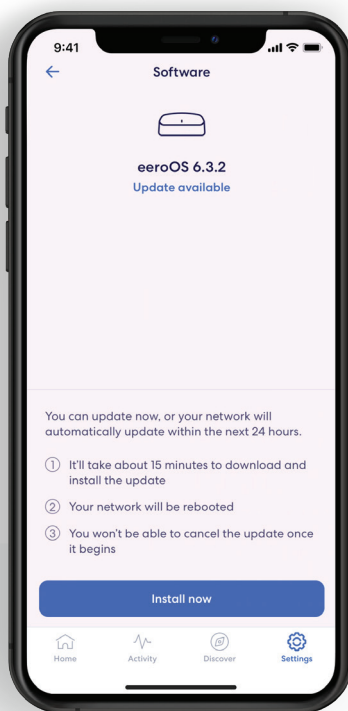 9:41
Software
eeroOS 6.3.2
Update available
You can update now, or your network will
automatically update within the next 24 hours.
1 It'll take about 15 minutes to download and
install the update
2 Your network will be rebooted
3 You won't be able to cancel the update once
it begins
Install now
Home Activity Discover Settings